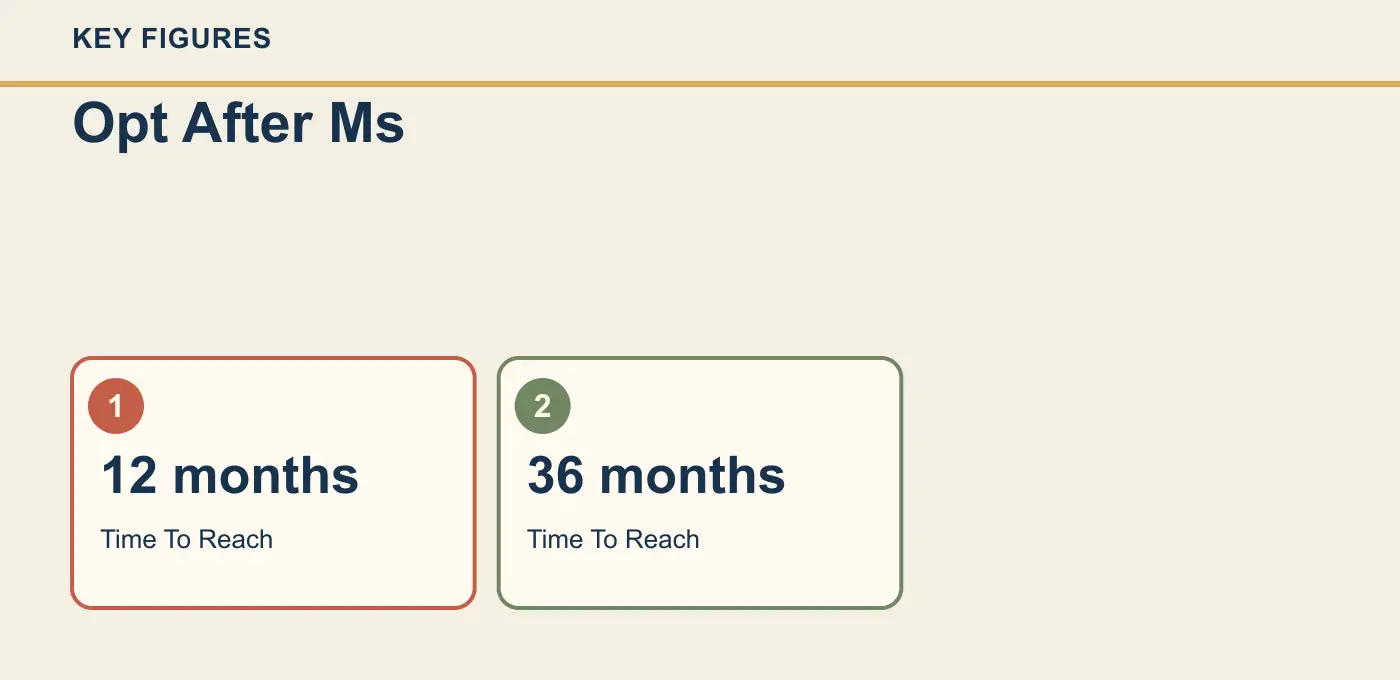 KEY FIGURES
Opt After Ms
1
12 months
Time To Reach
2
36 months
Time To Reach